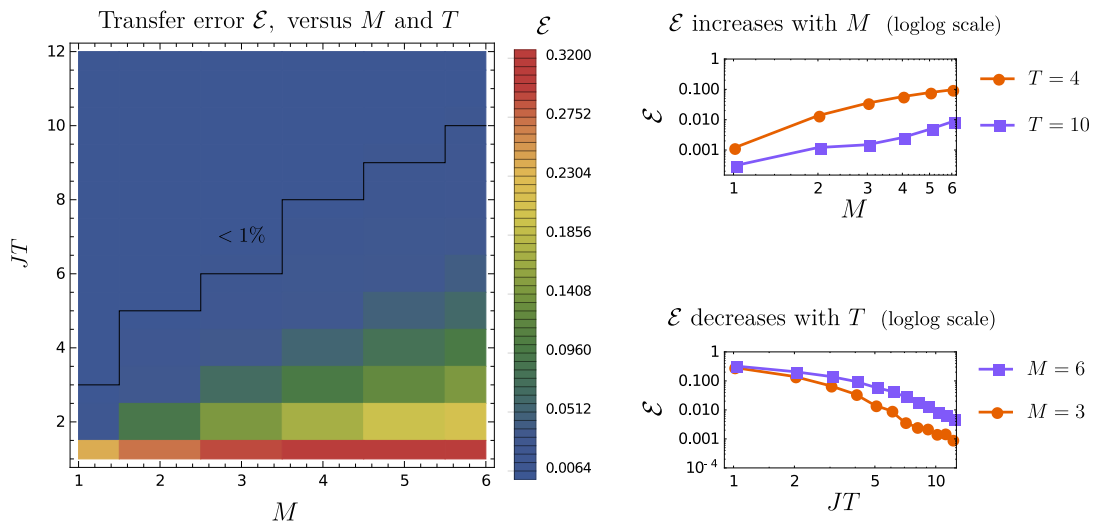 Transfer error ℰ, versus M and T
12
10
8
6
4
2
JT
< 1%
1 2 3 4 5 6
M
ℰ
0.3200
0.2752
0.2304
0.1856
0.1408
0.0960
0.0512
0.0064
ℰ increases with M (loglog scale)
1
0.100
0.010
0.001
ℰ
1 2 3 4 5 6
M
T = 4
T = 10
ℰ decreases with T (loglog scale)
1
0.100
0.010
0.001
10⁻⁴
ℰ
1 2 5 10
JT
M = 6
M = 3